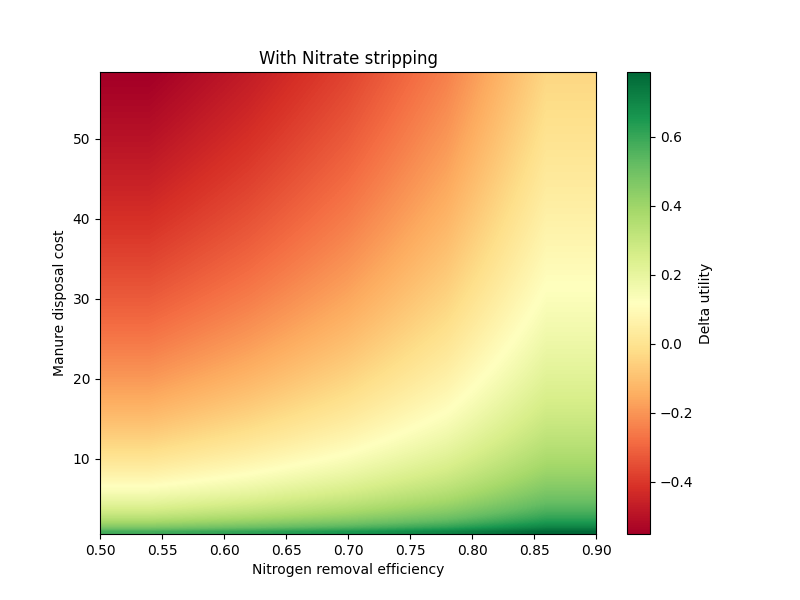 With Nitrate stripping
Manure disposal cost
50
40
30
20
10
0.50 0.55 0.60 0.65 0.70 0.75 0.80 0.85 0.90
Nitrogen removal efficiency
0.6
0.4
0.2
0.0
−0.2
−0.4
Delta utility